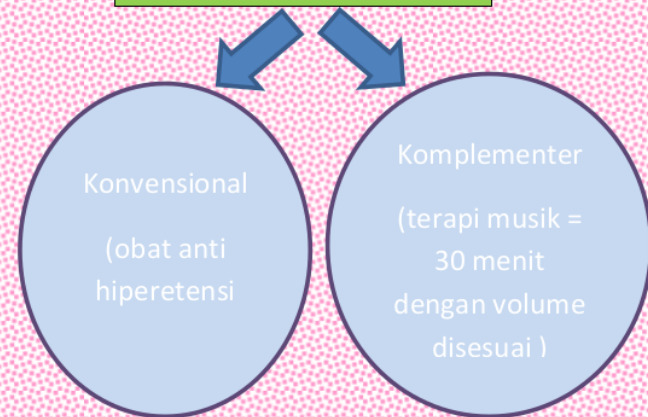 Konvensional
(obat anti
hiperetensi
Komplementer
(terapi musik =
30 menit
dengan volume
disesuai )